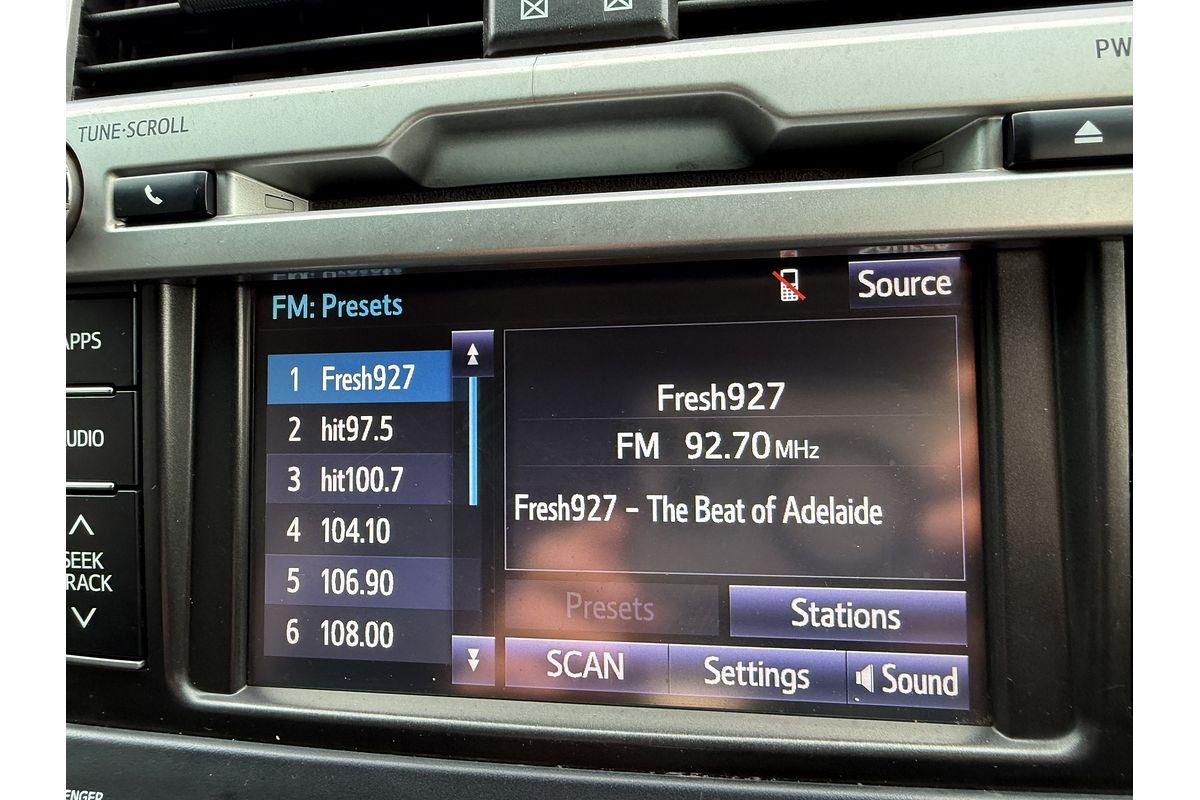 PW
TUNE·SCROLL
FM: Presets
Source
1 Fresh927
2 hit97.5
3 hit100.7
4 104.10
5 106.90
6 108.00
Fresh927
FM 92.70 MHz
Fresh927 – The Beat of Adelaide
Presets
Stations
SCAN
Settings
Sound
APPS
UDIO
SEEK
RACK
ENGER